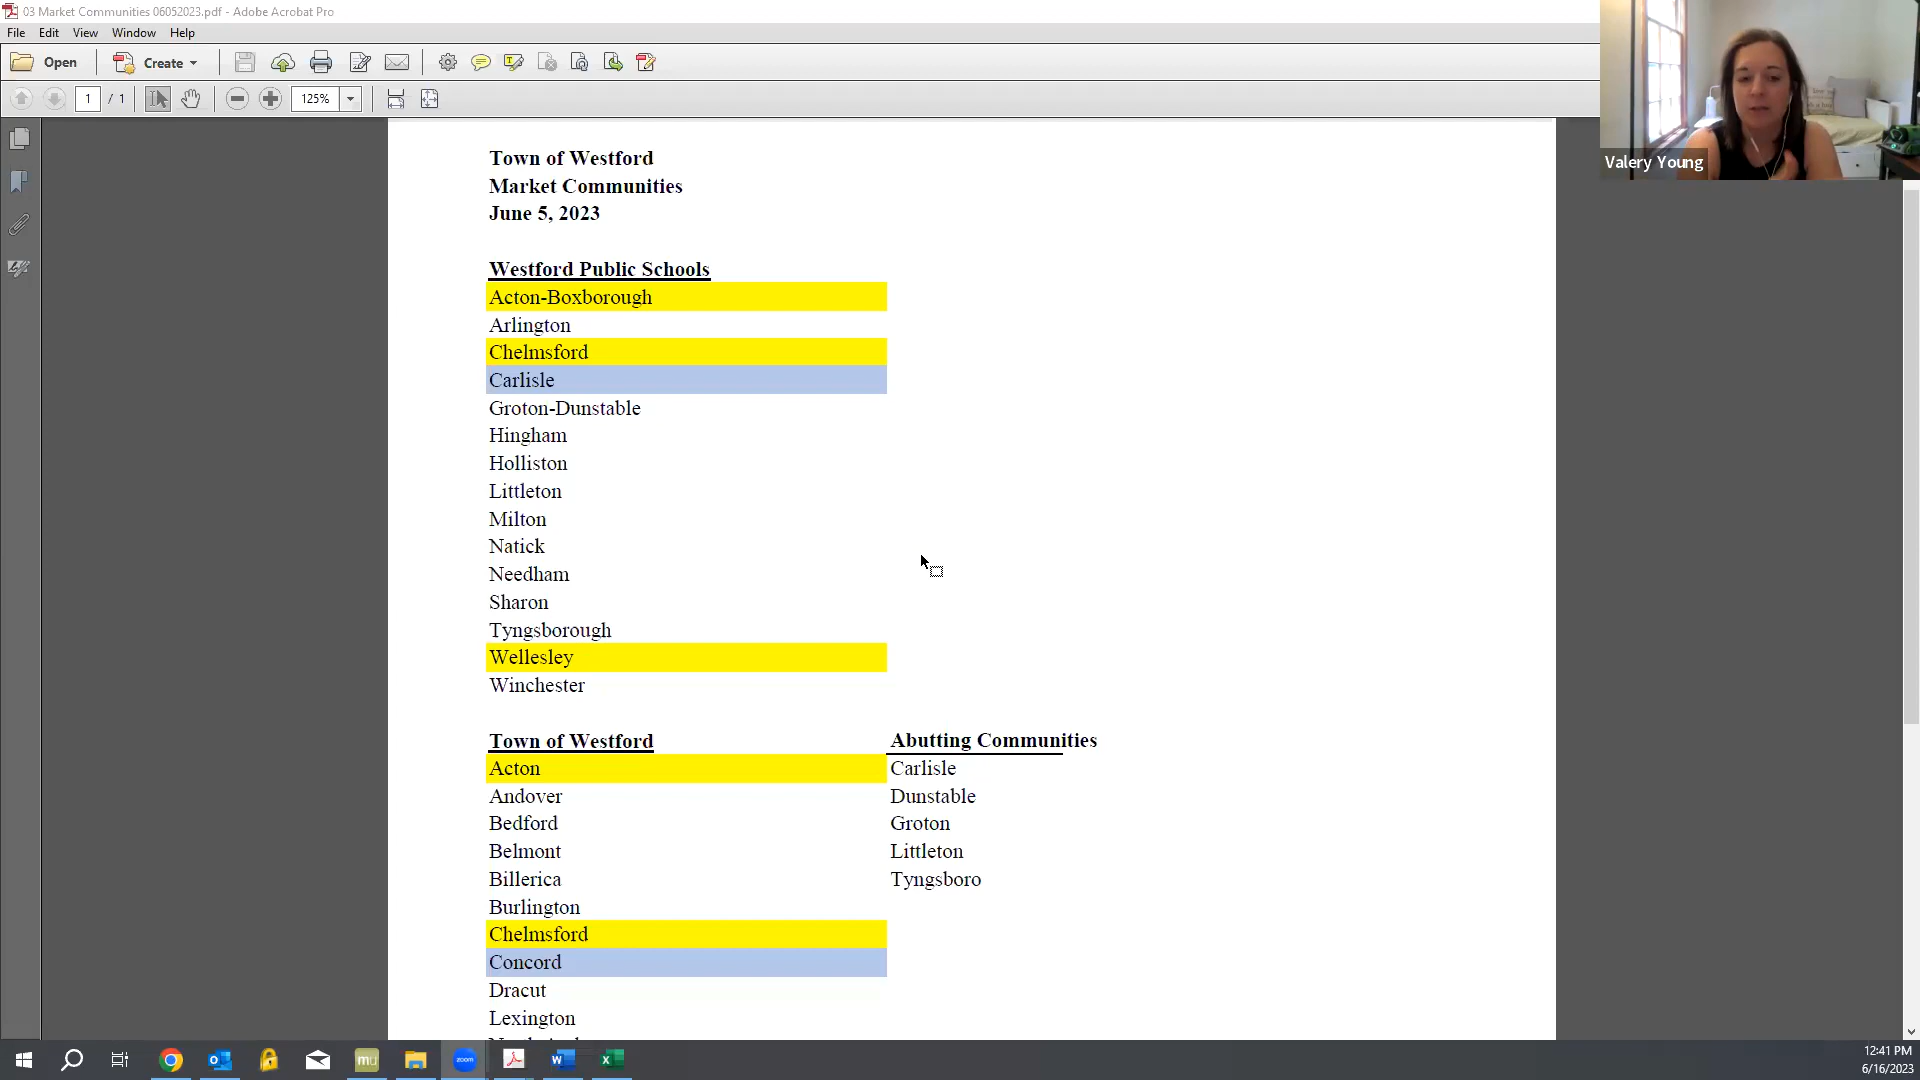 03 Market Communities 06052023.pdf - Adobe Acrobat Pro
File Edit View Window Help
Open Create
1 / 1 125%
Valery Young
Town of Westford
Market Communities
June 5, 2023
Westford Public Schools
Acton-Boxborough
Arlington
Chelmsford
Carlisle
Groton-Dunstable
Hingham
Holliston
Littleton
Milton
Natick
Needham
Sharon
Tyngsborough
Wellesley
Winchester
Town of Westford Abutting Communities
Acton Carlisle
Andover Dunstable
Bedford Groton
Belmont Littleton
Billerica Tyngsboro
Burlington
Chelmsford
Concord
Dracut
Lexington
mu zoom
12:41 PM
6/16/2023